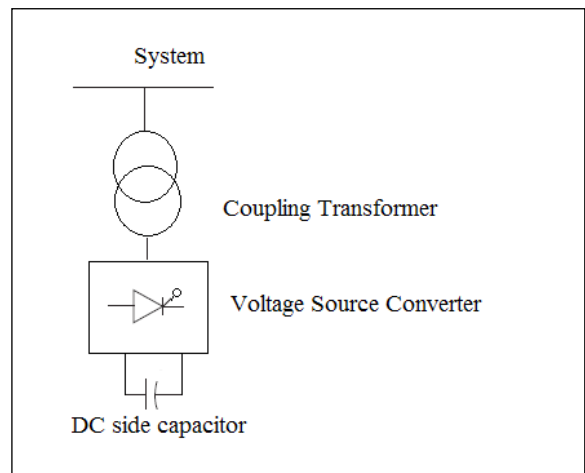 System
Coupling Transformer
Voltage Source Converter
DC side capacitor